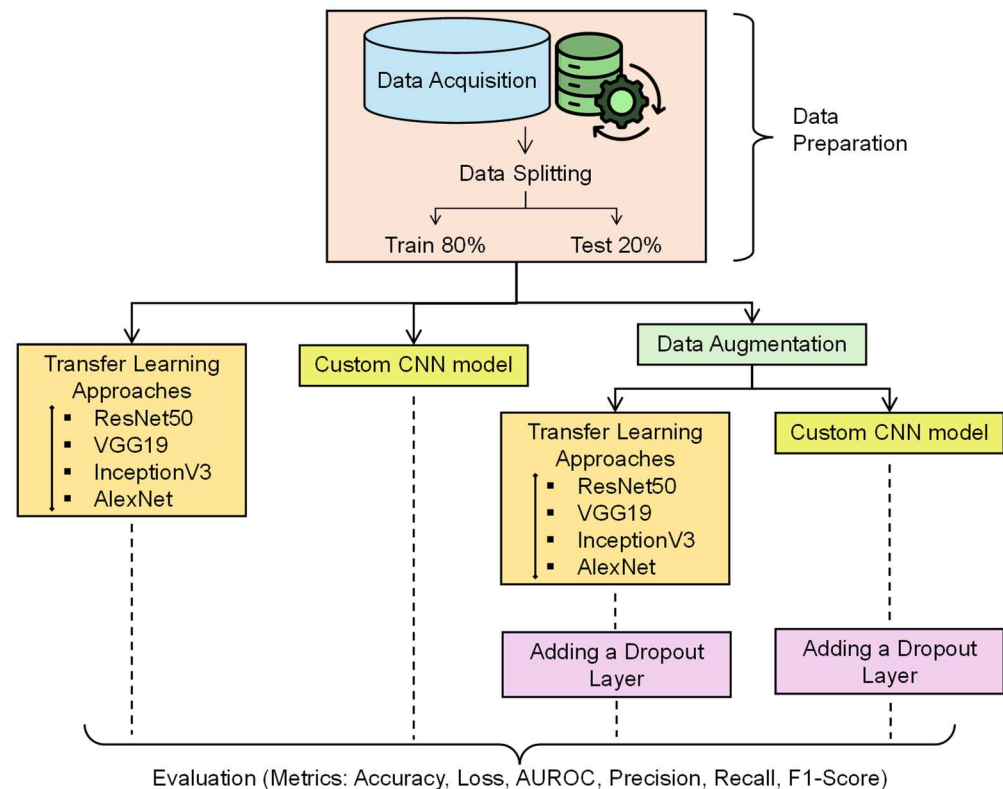 Data Acquisition
Data Splitting
Train 80%
Test 20%
Data
Preparation
Transfer Learning
Approaches
▪ ResNet50
▪ VGG19
▪ InceptionV3
▪ AlexNet
Custom CNN model
Data Augmentation
Transfer Learning
Approaches
▪ ResNet50
▪ VGG19
▪ InceptionV3
▪ AlexNet
Custom CNN model
Adding a Dropout
Layer
Adding a Dropout
Layer
Evaluation (Metrics: Accuracy, Loss, AUROC, Precision, Recall, F1-Score)